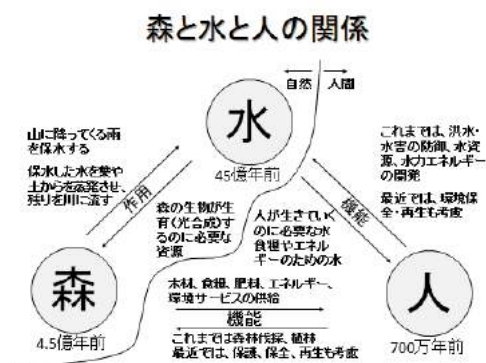 森と水と人の関係
自然 人間
水
45億年前
山に降ってくる雨
を保水する
保水した水を葉や
土からを蒸発させ、
残りを川に流す
作用
森の生物が生
育(光合成)す
るのに必要な
資源
人が生きていく
のに必要な水
食糧やエネル
ギーのための水
機能
これまでは、洪水・
水害の防御、水資
源、水力エネルギー
の開発
最近では、環境保
全・再生も考慮
森
4.5億年前
木材、食糧、肥料、エネルギー、
環境サービスの供給
機能
これまでは森林伐採、植林
最近では、保護、保全、再生も考慮
人
700万年前